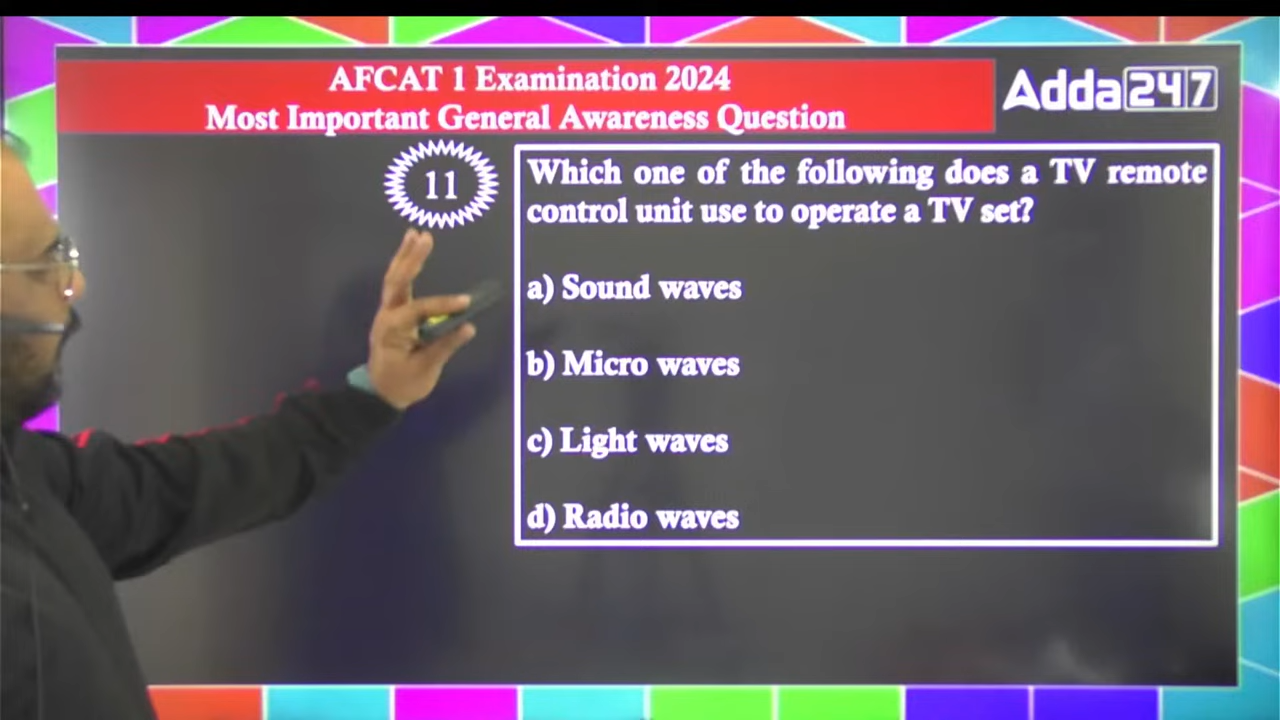 AFCAT 1 Examination 2024
Most Important General Awareness Question
Adda247
11
Which one of the following does a TV remote
control unit use to operate a TV set?
a) Sound waves
b) Micro waves
c) Light waves
d) Radio waves